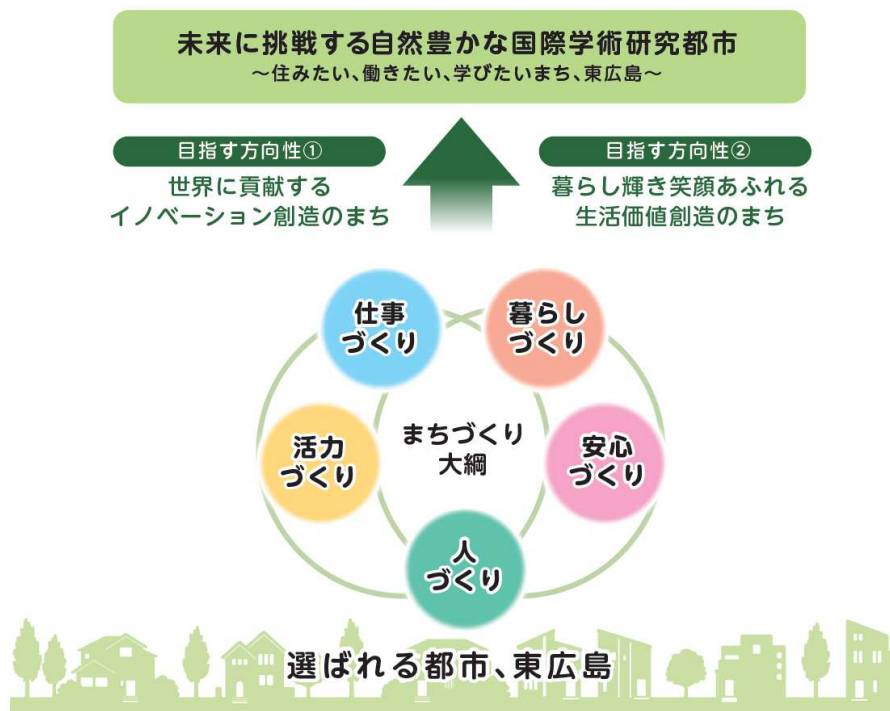 未来に挑戦する自然豊かな国際学術研究都市
～住みたい、働きたい、学びたいまち、東広島～
目指す方向性①
世界に貢献する
イノベーション創造のまち
目指す方向性②
暮らし輝き笑顔あふれる
生活価値創造のまち
仕事
づくり
暮らし
づくり
活力
づくり
まちづくり
大綱
安心
づくり
人
づくり
選ばれる都市、東広島